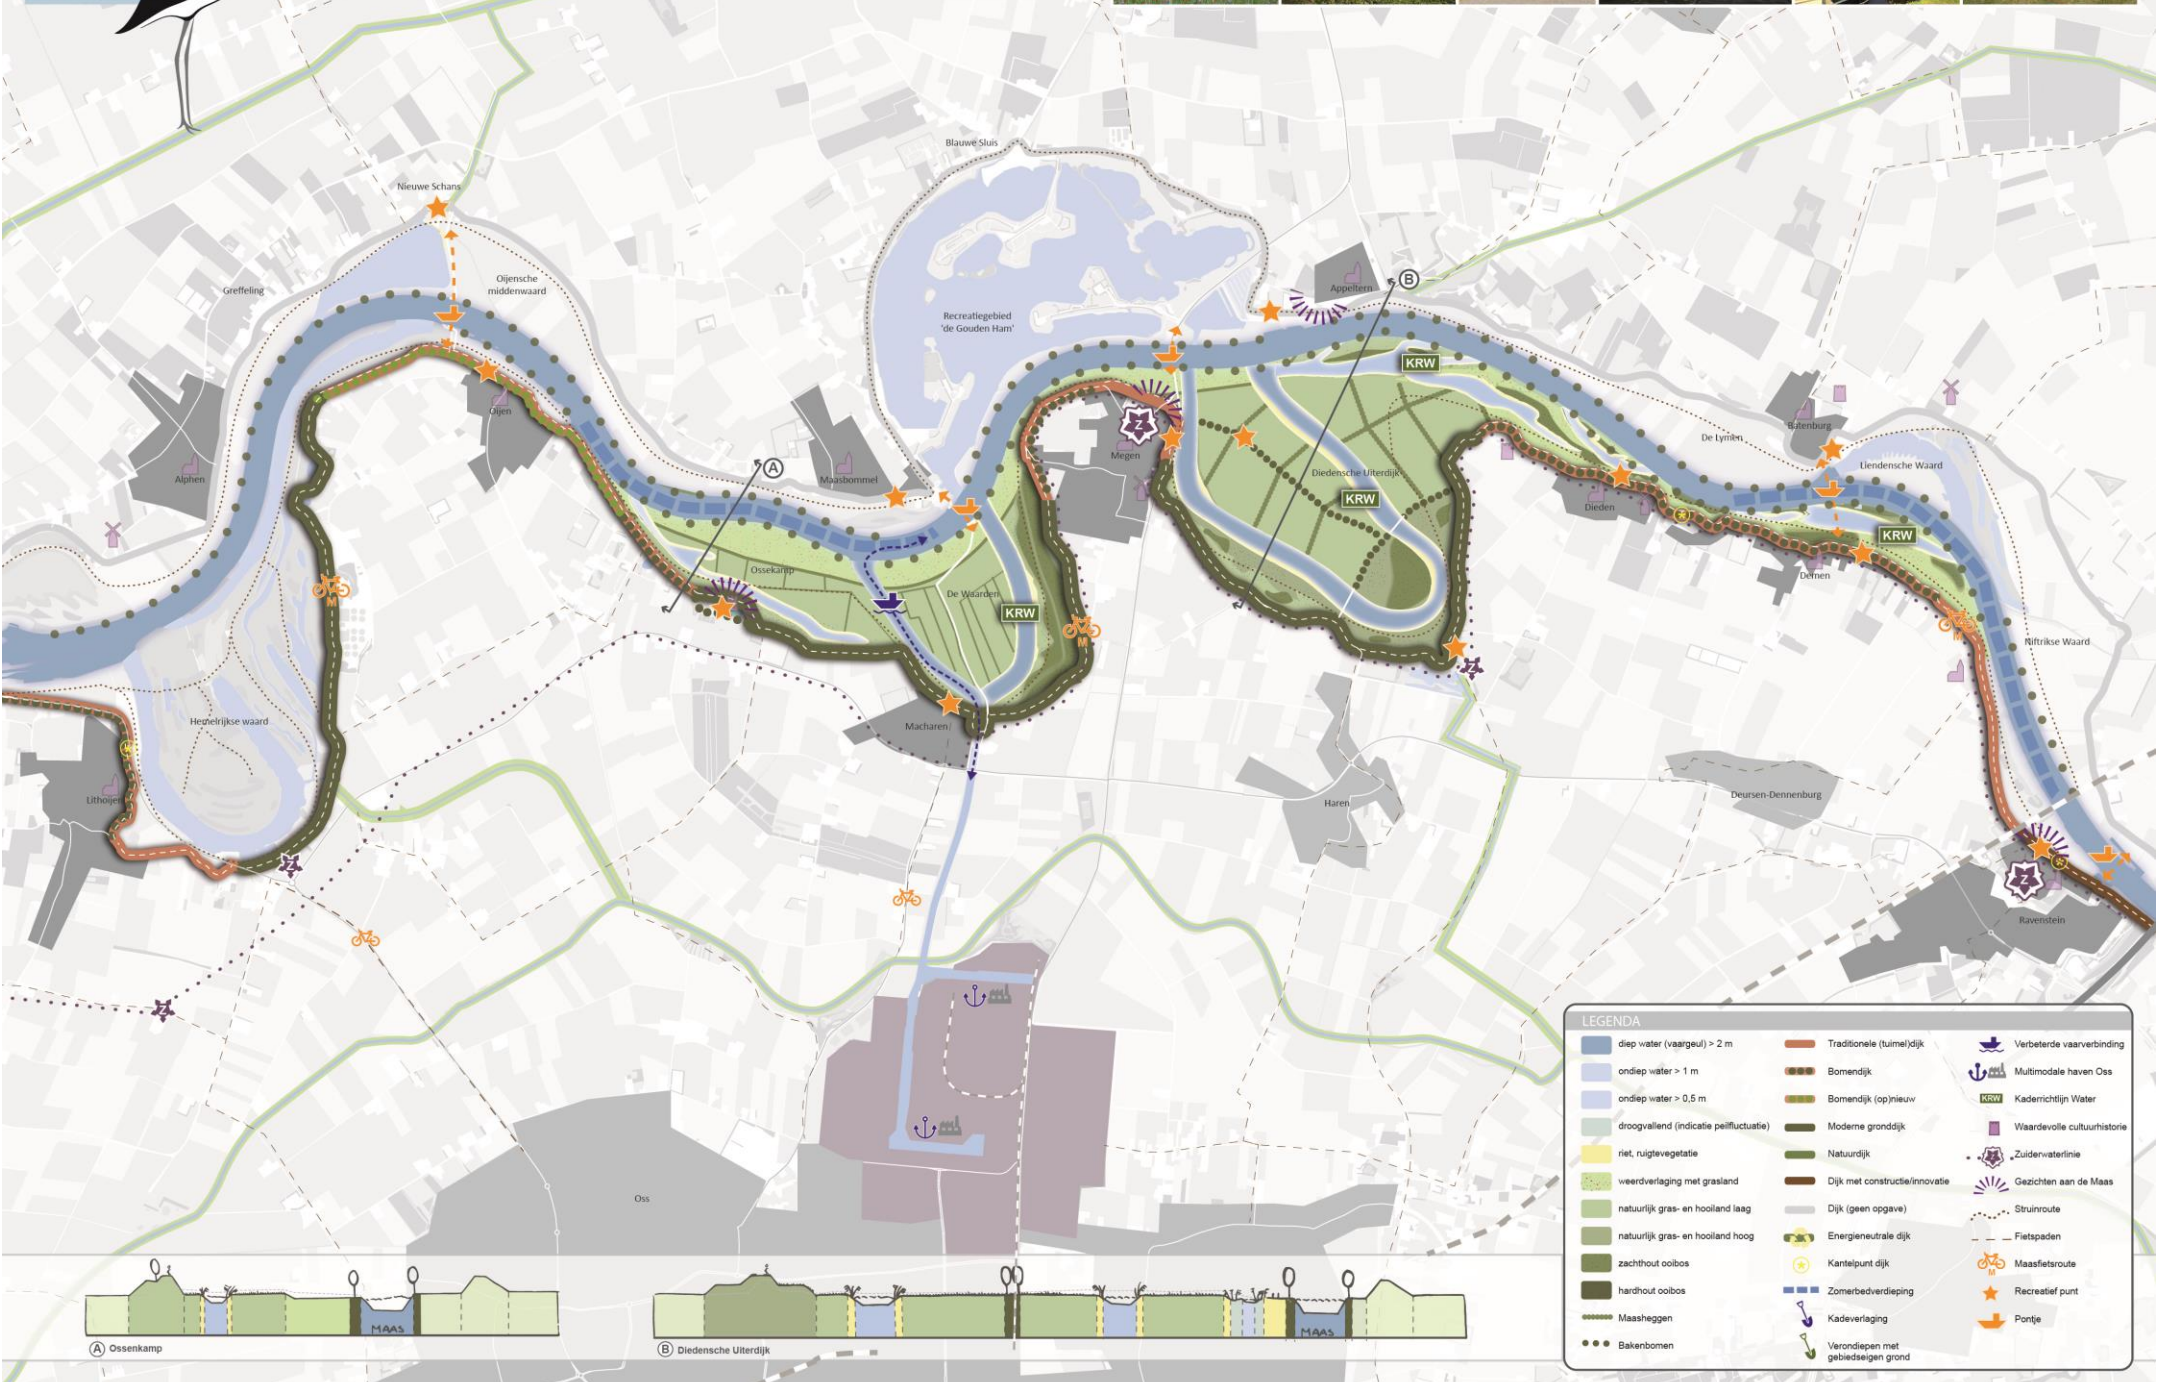 Blauwe Sluis
Nieuwe Schans
Oijensche
middenwaard
Greffeling
Appeltern
B
Recreatiegebied
'de Gouden Ham'
Oijen
Batenburg
De Lymen
Z
Megen
KRW
A
Alphen
Maasbommel
Diedensche Uiterdijk
Liendensche Waard
KRW
Dieden
KRW
Ossekamp
Demen
De Waarden
M
KRW
M
M
Niftrikse Waard
Z
Hemelrijkse waard
Macharen
Lithoijen
Haren
Deursen-Dennenburg
Z
Z
Ravenstein
Z
Oss
LEGENDA
diep water (vaargeul) > 2 m
ondiep water > 1 m
ondiep water > 0,5 m
droogvallend (indicatie peilfluctuatie)
riet, ruigtevegetatie
weerdverlaging met grasland
natuurlijk gras- en hooiland laag
natuurlijk gras- en hooiland hoog
zachthout ooibos
hardhout ooibos
Maasheggen
Bakenbomen
Traditionele (tuimel)dijk
Bomendijk
Bomendijk (op)nieuw
Moderne gronddijk
Natuurdijk
Dijk met constructie/innovatie
Dijk (geen opgave)
Energieneutrale dijk
Kantelpunt dijk
Zomerbedverdieping
Kadeverlaging
Verondiepen met
gebiedseigen grond
Verbeterde vaarverbinding
Multimodale haven Oss
KRW Kaderrichtlijn Water
Waardevolle cultuurhistorie
Z Zuiderwaterlinie
Gezichten aan de Maas
Struinroute
Fietspaden
M Maasfietsroute
Recreatief punt
Pontje
MAAS
A Ossenkamp
MAAS
B Diedensche Uiterdijk